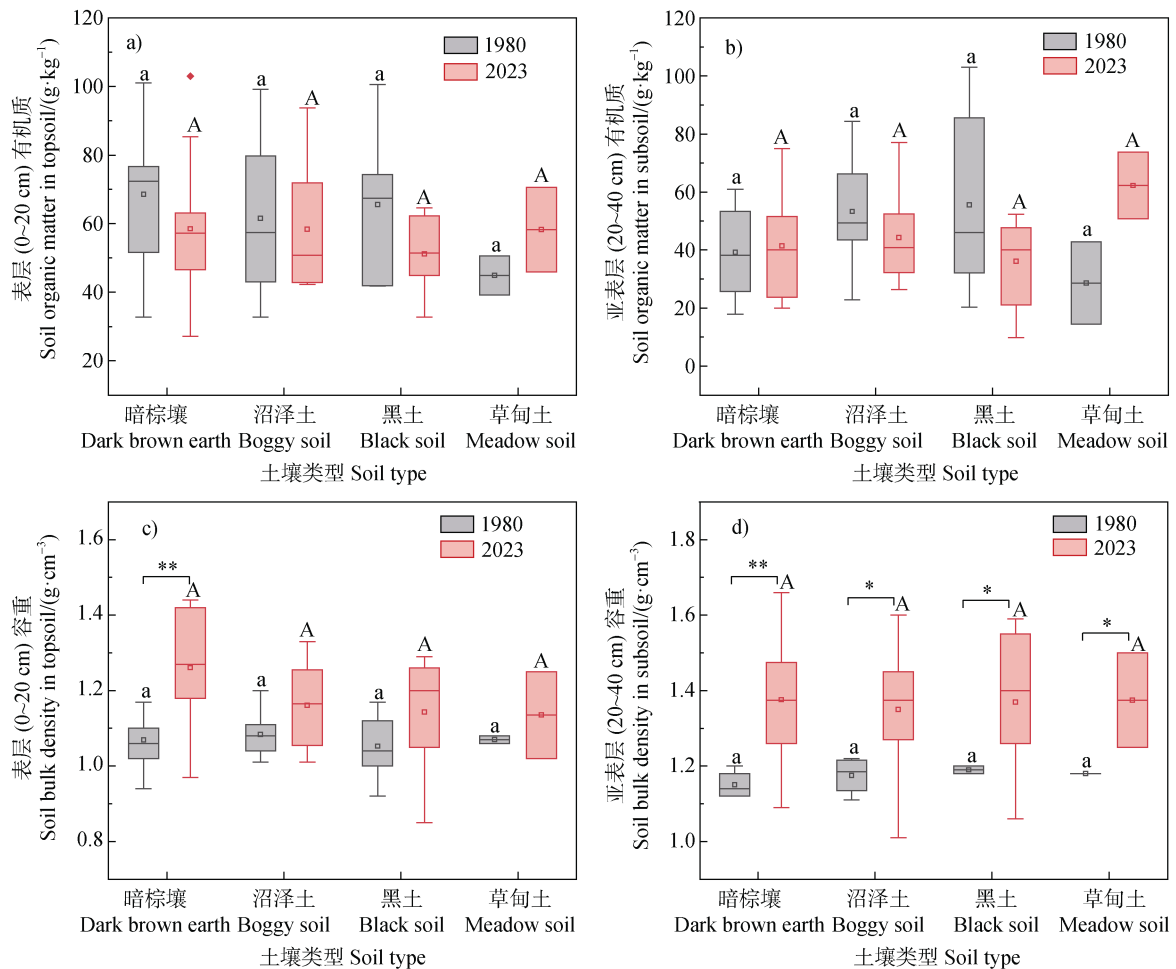 表层 (0~20 cm) 有机质
Soil organic matter in topsoil/(g·kg⁻¹)
120
100
80
60
40
20
a)
1980
2023
a
A
a
A
a
A
a
A
暗棕壤
Dark brown earth
沼泽土
Boggy soil
黑土
Black soil
草甸土
Meadow soil
土壤类型 Soil type
亚表层 (20~40 cm) 有机质
Soil organic matter in subsoil/(g·kg⁻¹)
120
100
80
60
40
20
0
b)
1980
2023
a
A
a
A
a
A
a
A
暗棕壤
Dark brown earth
沼泽土
Boggy soil
黑土
Black soil
草甸土
Meadow soil
土壤类型 Soil type
表层 (0~20 cm) 容重
Soil bulk density in topsoil/(g·cm⁻³)
1.6
1.4
1.2
1.0
0.8
c)
1980
2023
**
a
A
a
A
a
A
a
A
暗棕壤
Dark brown earth
沼泽土
Boggy soil
黑土
Black soil
草甸土
Meadow soil
土壤类型 Soil type
亚表层 (20~40 cm) 容重
Soil bulk density in subsoil/(g·cm⁻³)
1.8
1.6
1.4
1.2
1.0
d)
1980
2023
**
*
*
*
a
A
a
A
a
A
a
A
暗棕壤
Dark brown earth
沼泽土
Boggy soil
黑土
Black soil
草甸土
Meadow soil
土壤类型 Soil type